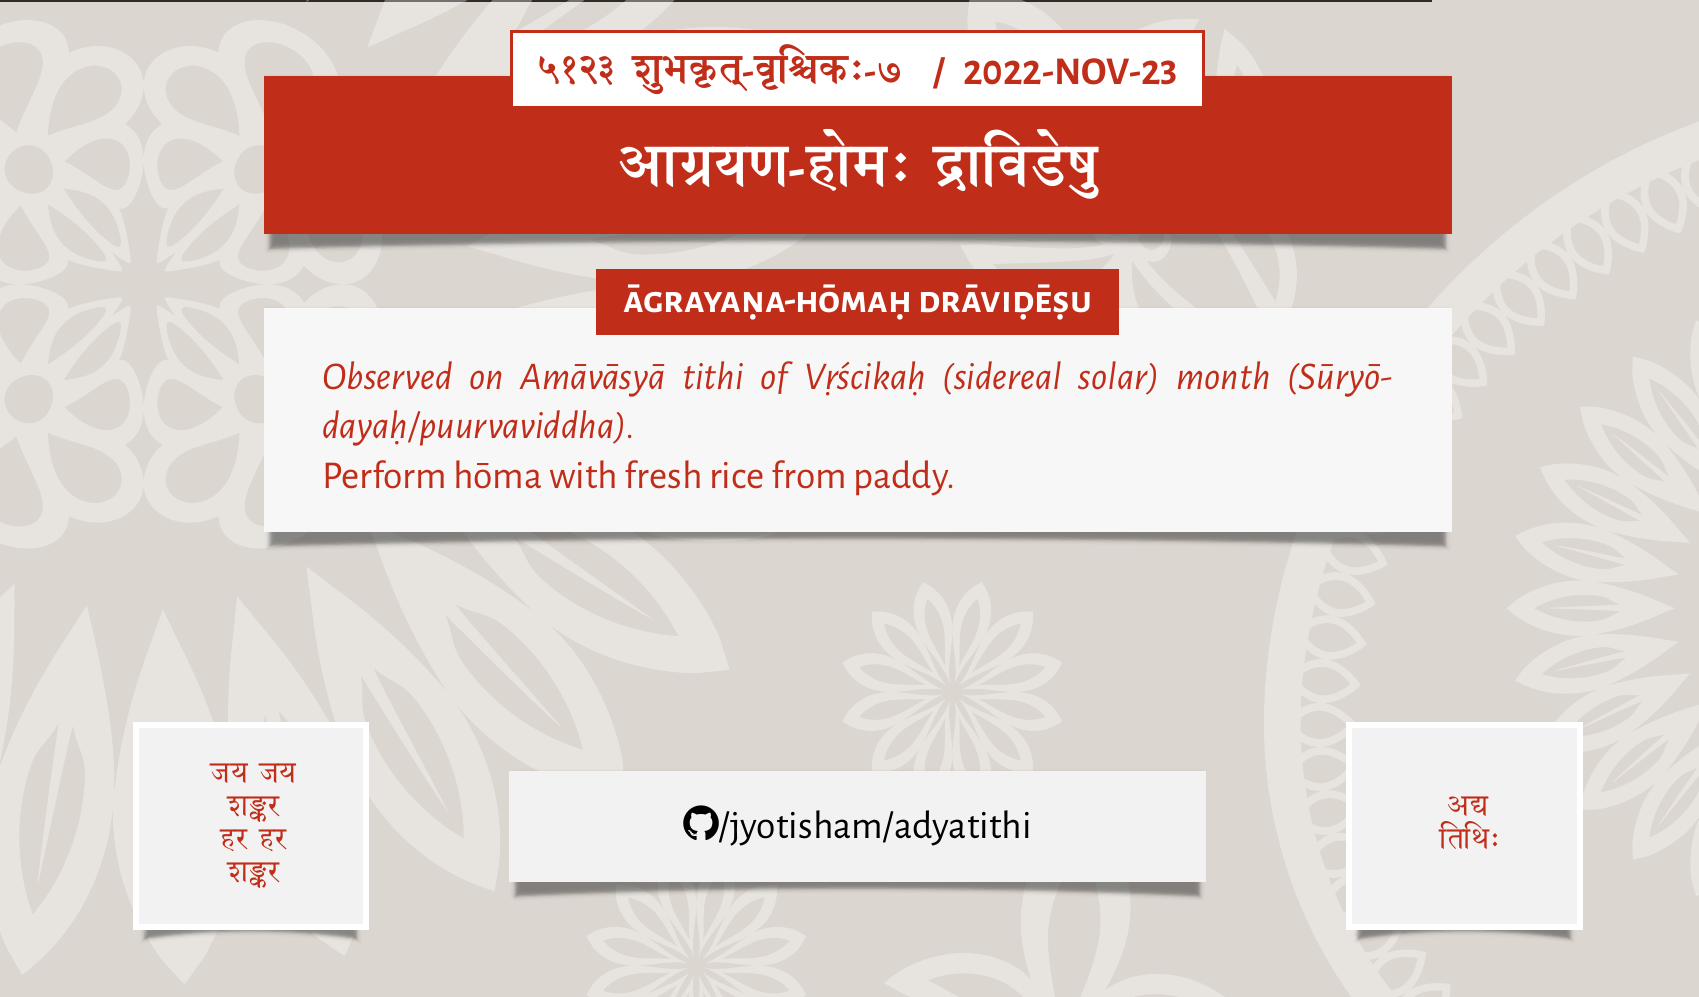 ५१२३ शुभकृत्-वृश्चिकः-७ / 2022-NOV-23
आग्रयण-होमः द्राविडेषु
ĀGRAYAṆA-HŌMAḤ DRĀVIḌĒṢU
Observed on Amāvāsyā tithi of Vṛścikaḥ (sidereal solar) month (Sūryō-
dayaḥ/puurvaviddha).
Perform hōma with fresh rice from paddy.
जय जय
शङ्कर
हर हर
शङ्कर
/jyotisham/adyatithi
अद्य
तिथिः